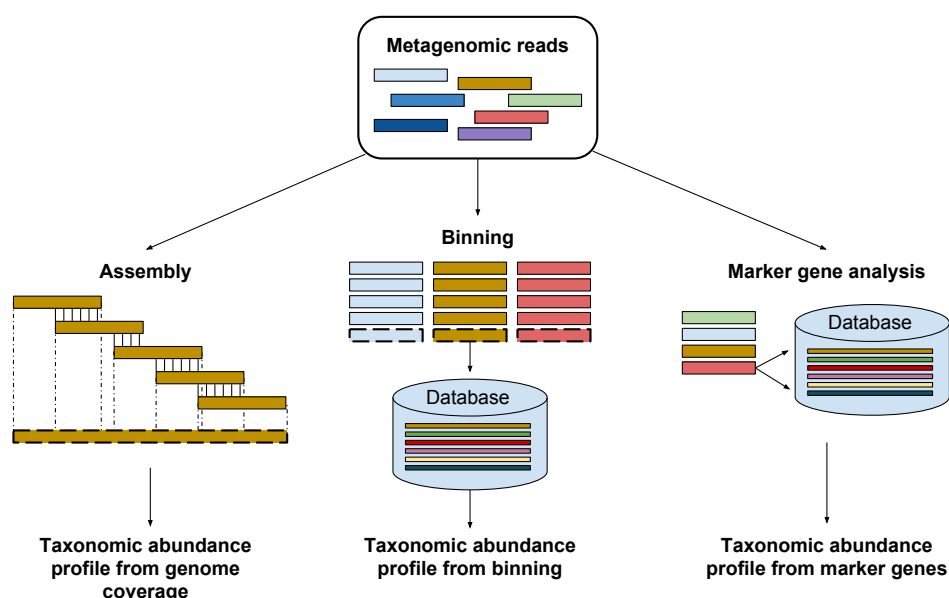 Metagenomic reads
Binning
Assembly
Marker gene analysis
Database
Database
Taxonomic abundance
profile from genome
coverage
Taxonomic abundance
profile from binning
Taxonomic abundance
profile from marker genes